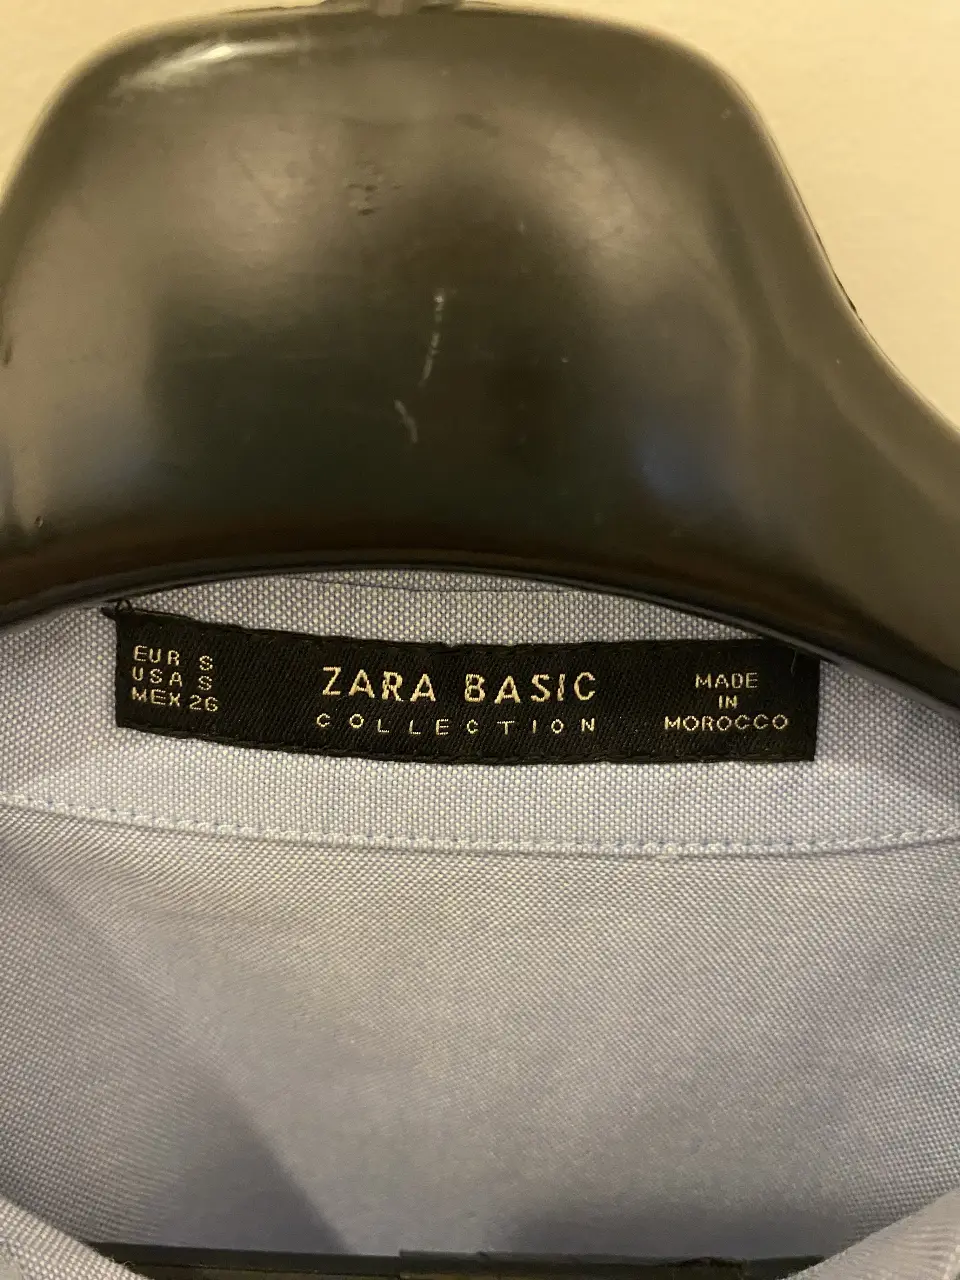 EUR S
USA S
MEX 26
ZARA BASIC
COLLECTION
MADE
IN
MOROCCO